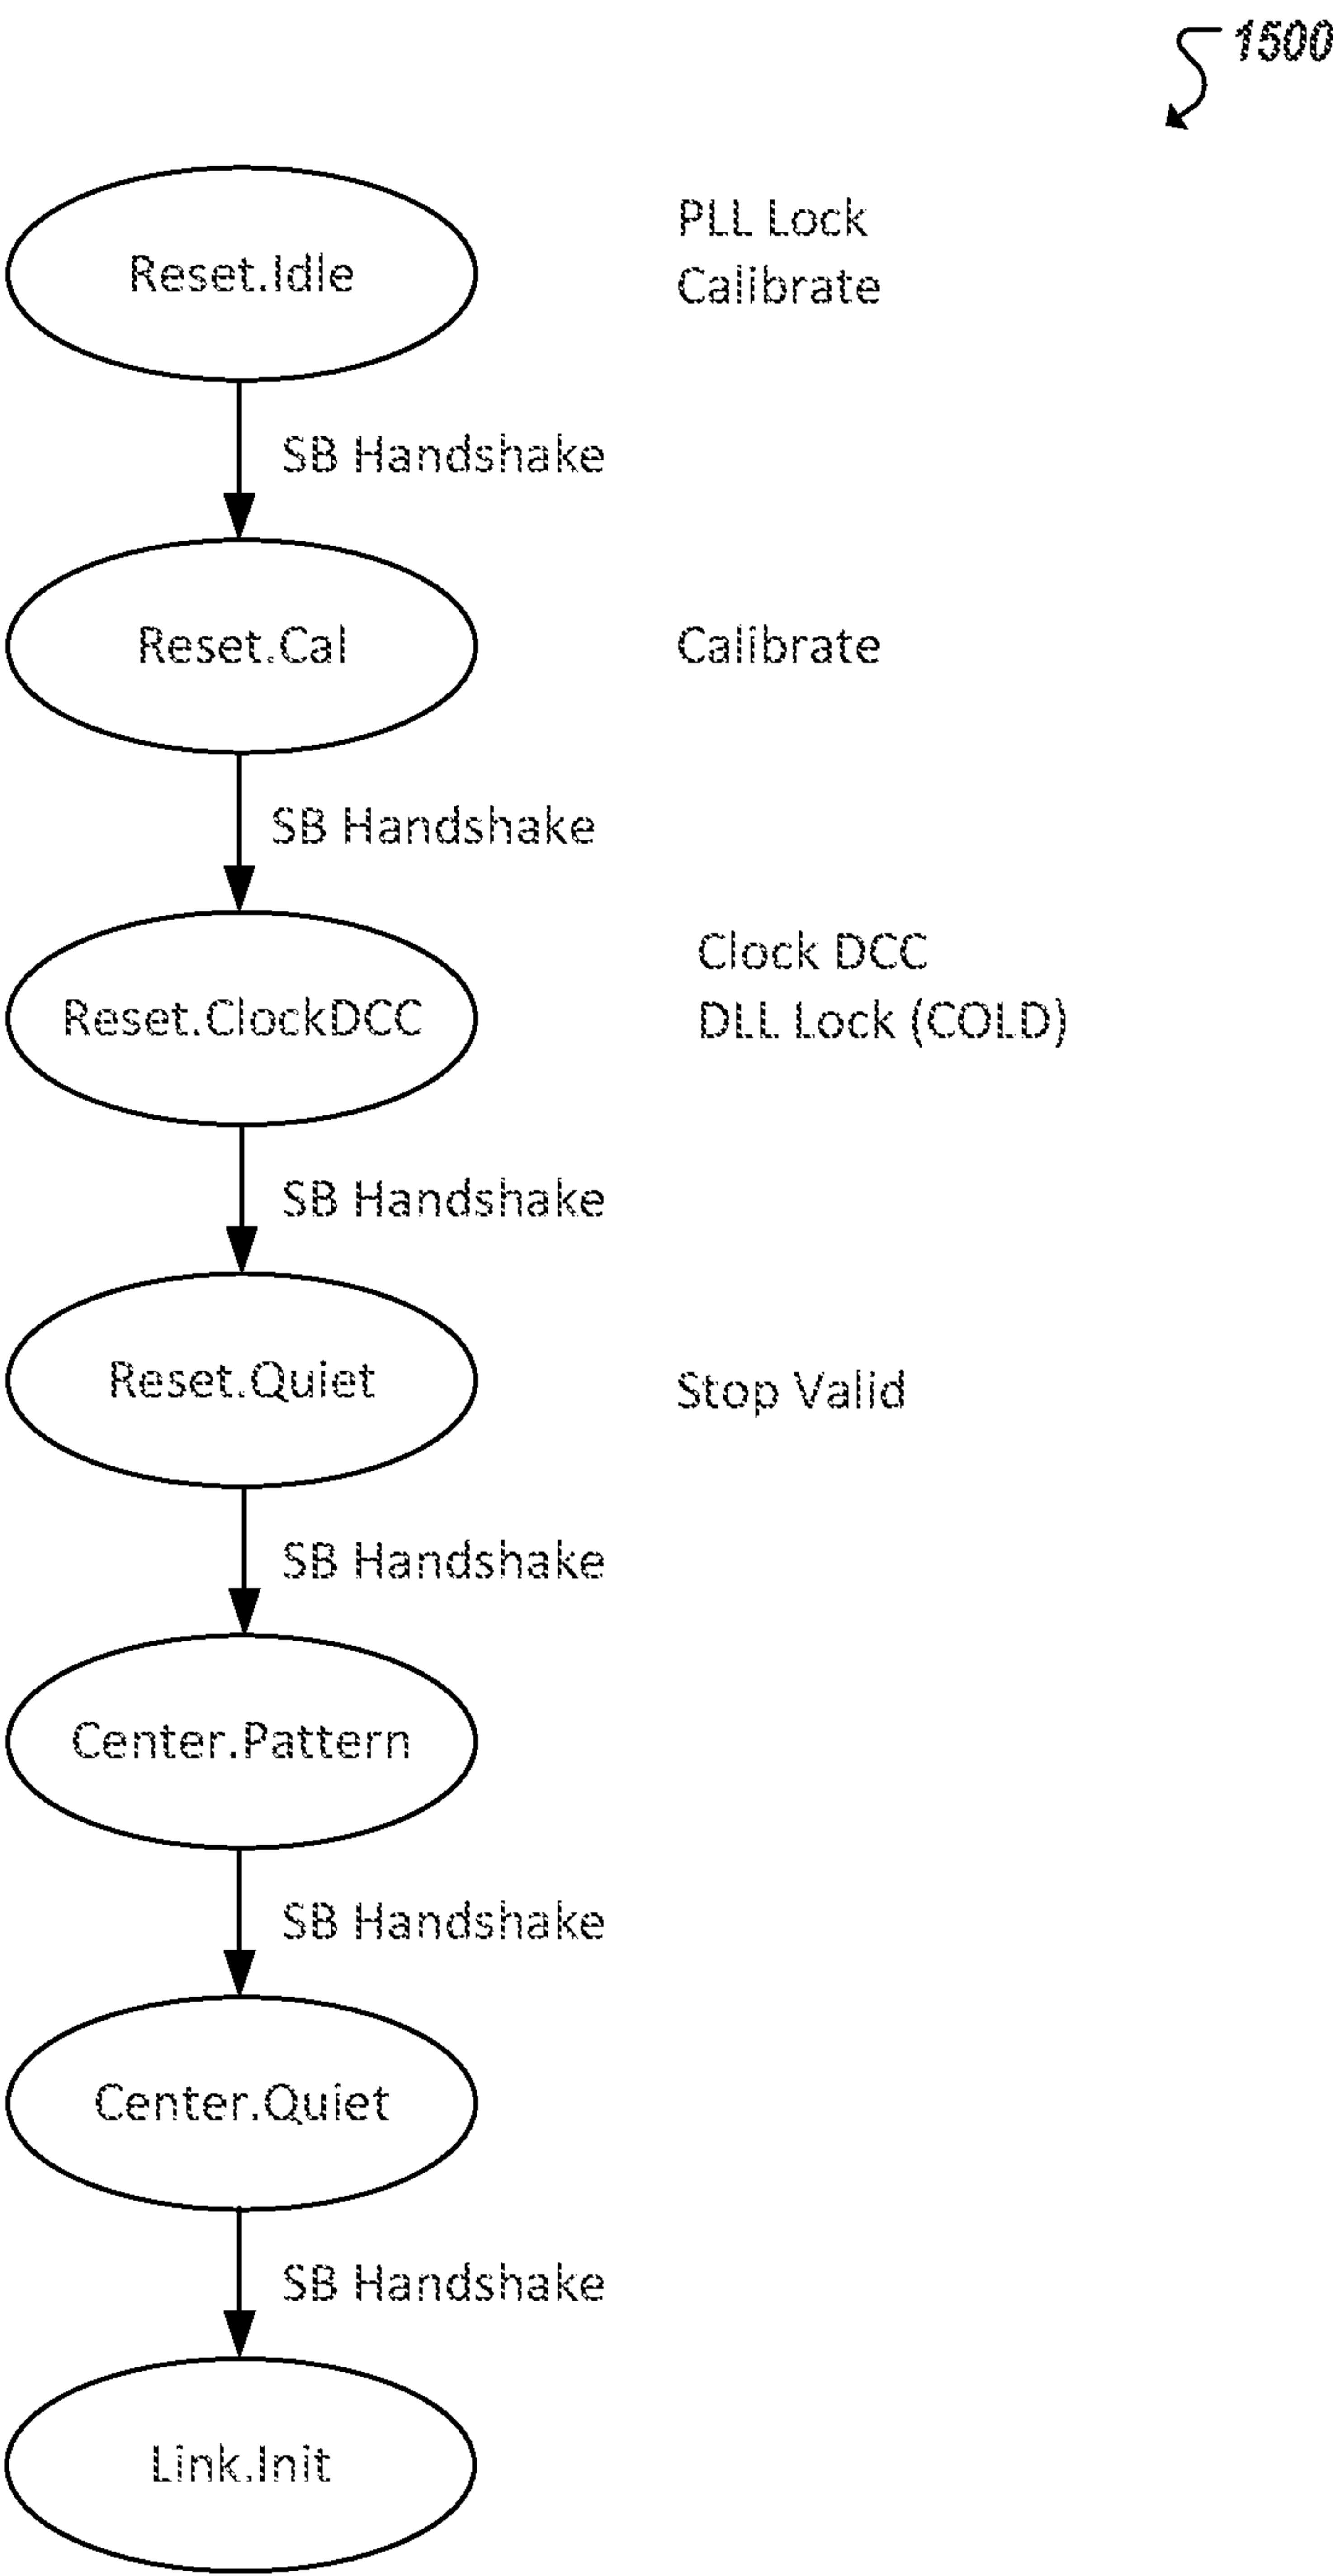 1500
Reset.Idle
PLL Lock
Calibrate
SB Handshake
Reset.Cal
Calibrate
SB Handshake
Reset.ClockDCC
Clock DCC
DLL Lock (COLD)
SB Handshake
Reset.Quiet
Stop Valid
SB Handshake
Center.Pattern
SB Handshake
Center.Quiet
SB Handshake
Link.Init